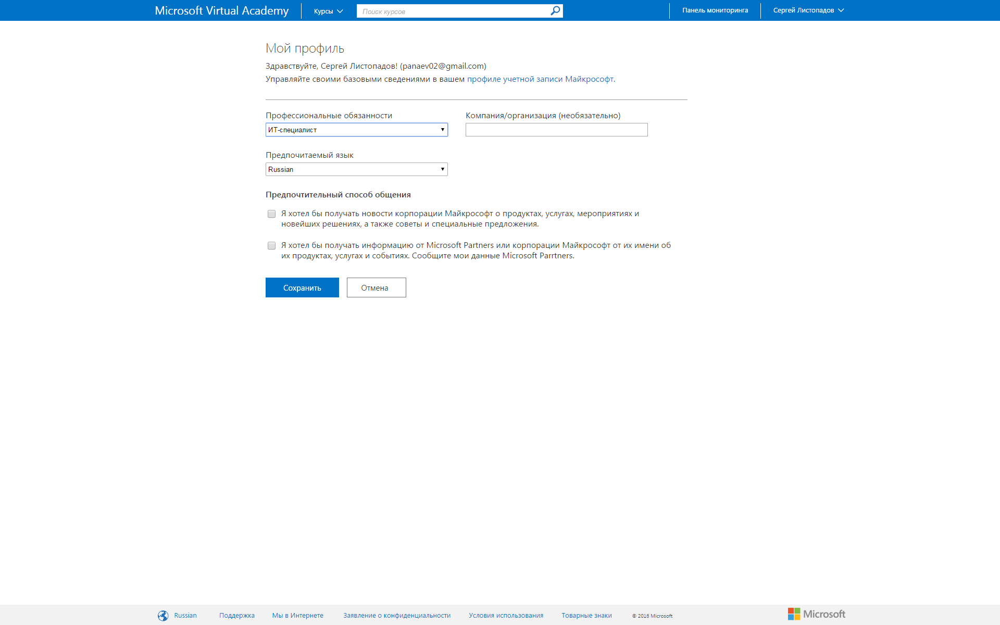 Microsoft Virtual Academy
Курсы
Поиск курсов
Панель мониторинга
Сергей Листопадов
Мой профиль
Здравствуйте, Сергей Листопадов! (panaev02@gmail.com)
Управляйте своими базовыми сведениями в вашем профиле учетной записи Майкрософт.
Профессиональные обязанности
Компания/организация (необязательно)
ИТ-специалист
Предпочитаемый язык
Russian
Предпочтительный способ общения
Я хотел бы получать новости корпорации Майкрософт о продуктах, услугах, мероприятиях и
новейших решениях, а также советы и специальные предложения.
Я хотел бы получать информацию от Microsoft Partners или корпорации Майкрософт от их имени об
их продуктах, услугах и событиях. Сообщите мои данные Microsoft Parrtners.
Сохранить
Отмена
Russian
Поддержка
Мы в Интернете
Заявление о конфиденциальности
Условия использования
Товарные знаки
© 2016 Microsoft
Microsoft